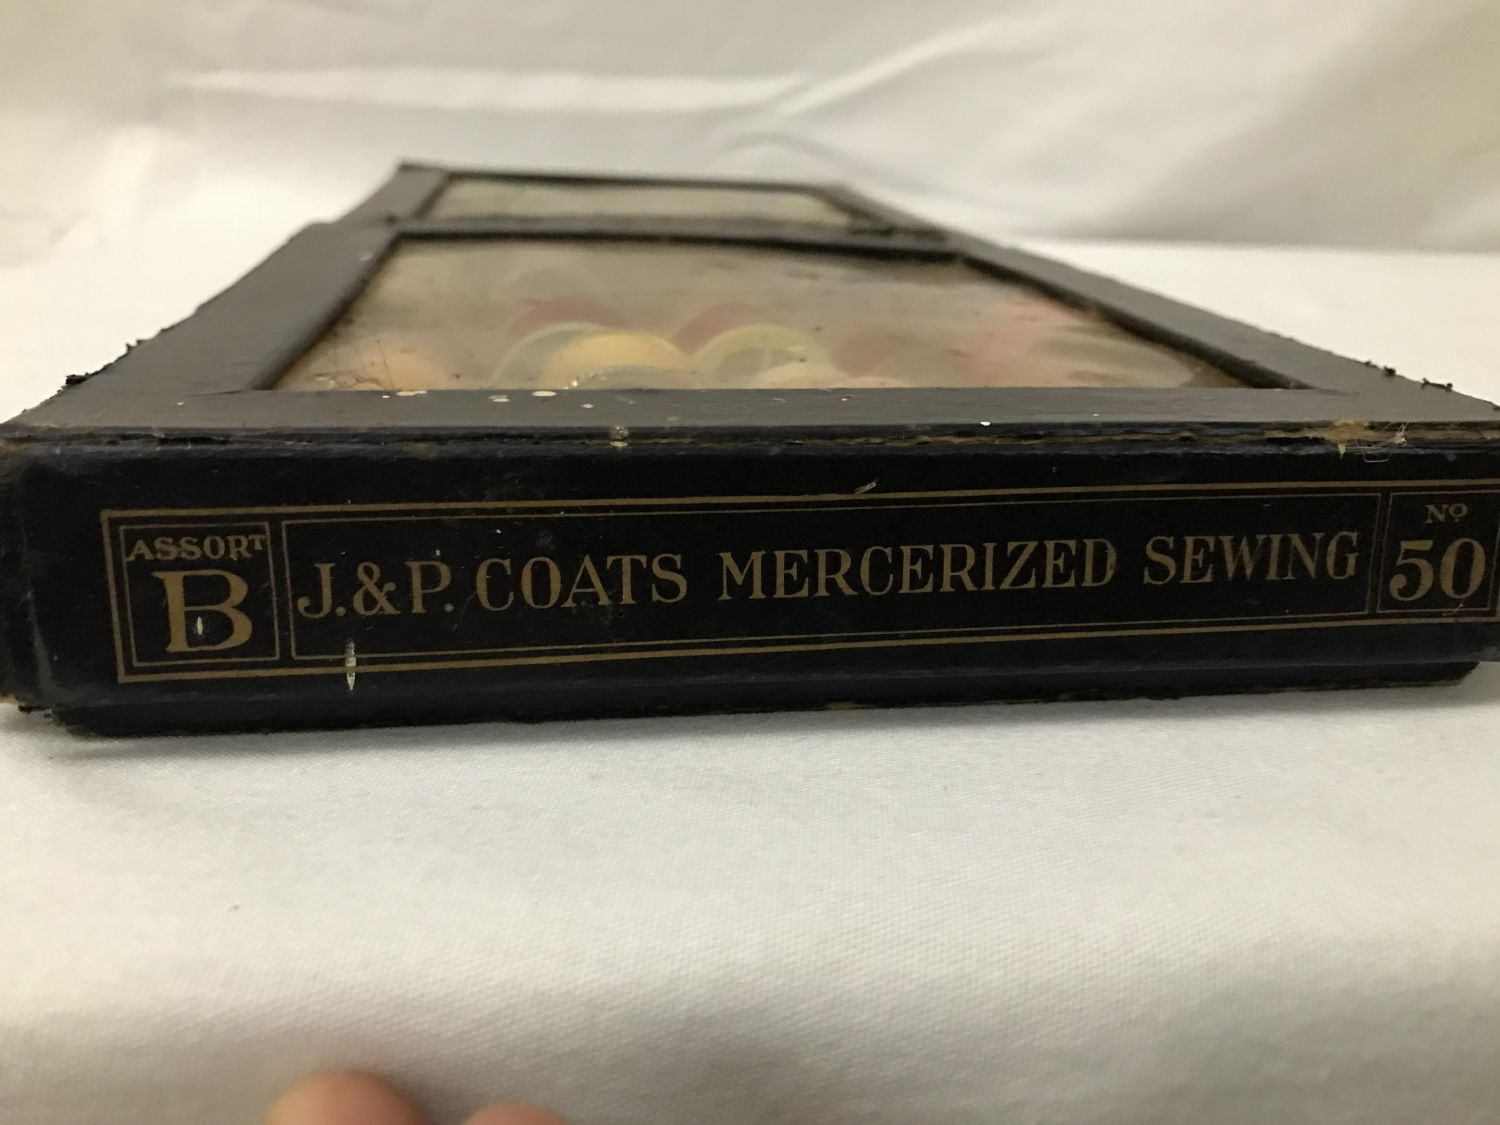 ASSORT
B
J.&P. COATS MERCERIZED SEWING
Nº
50